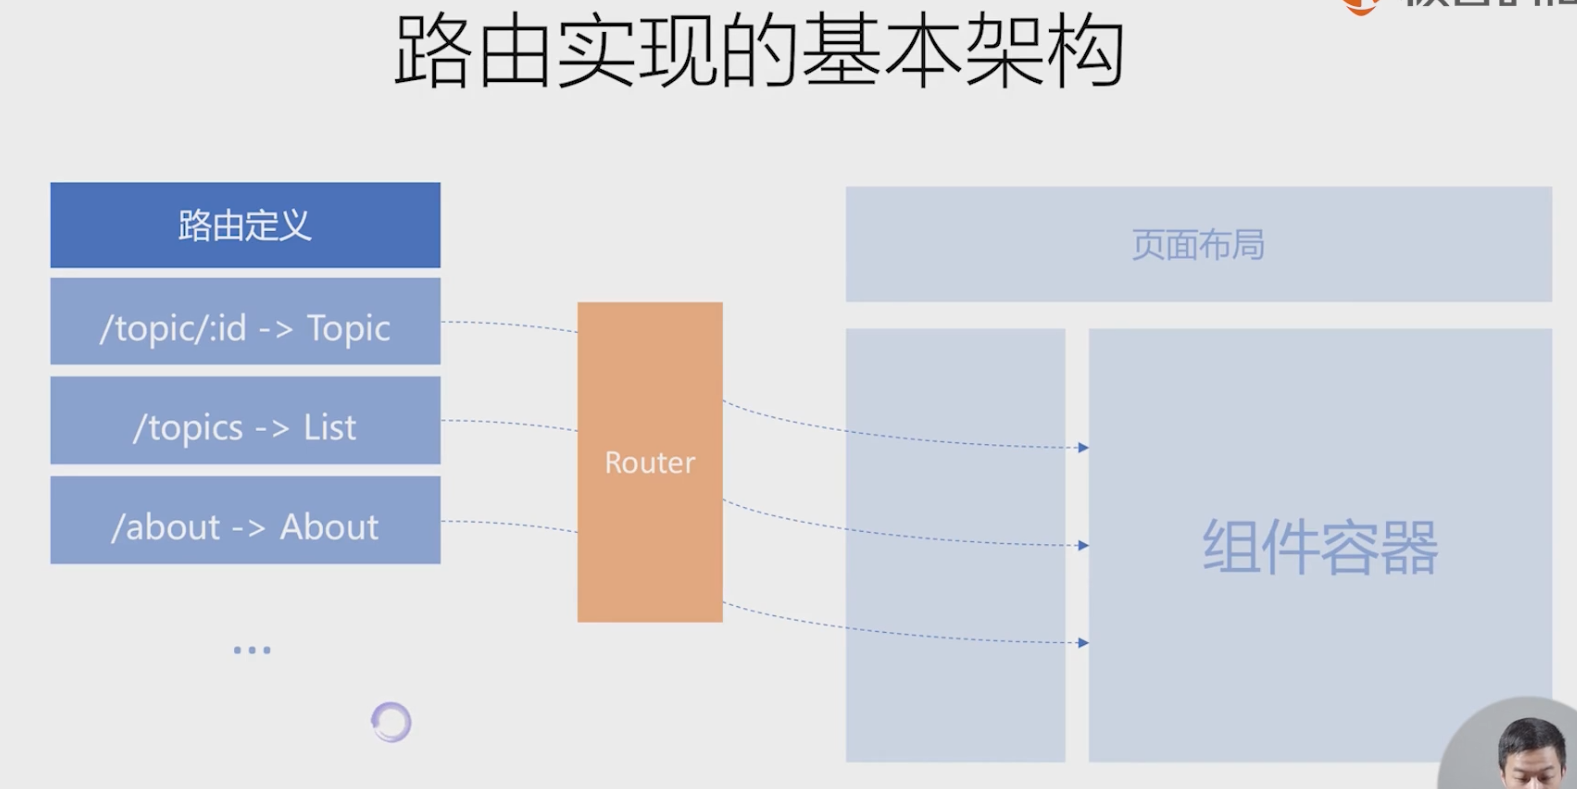 路由实现的基本架构
路由定义
/topic/:id -> Topic
/topics -> List
/about -> About
...
Router
页面布局
组件容器